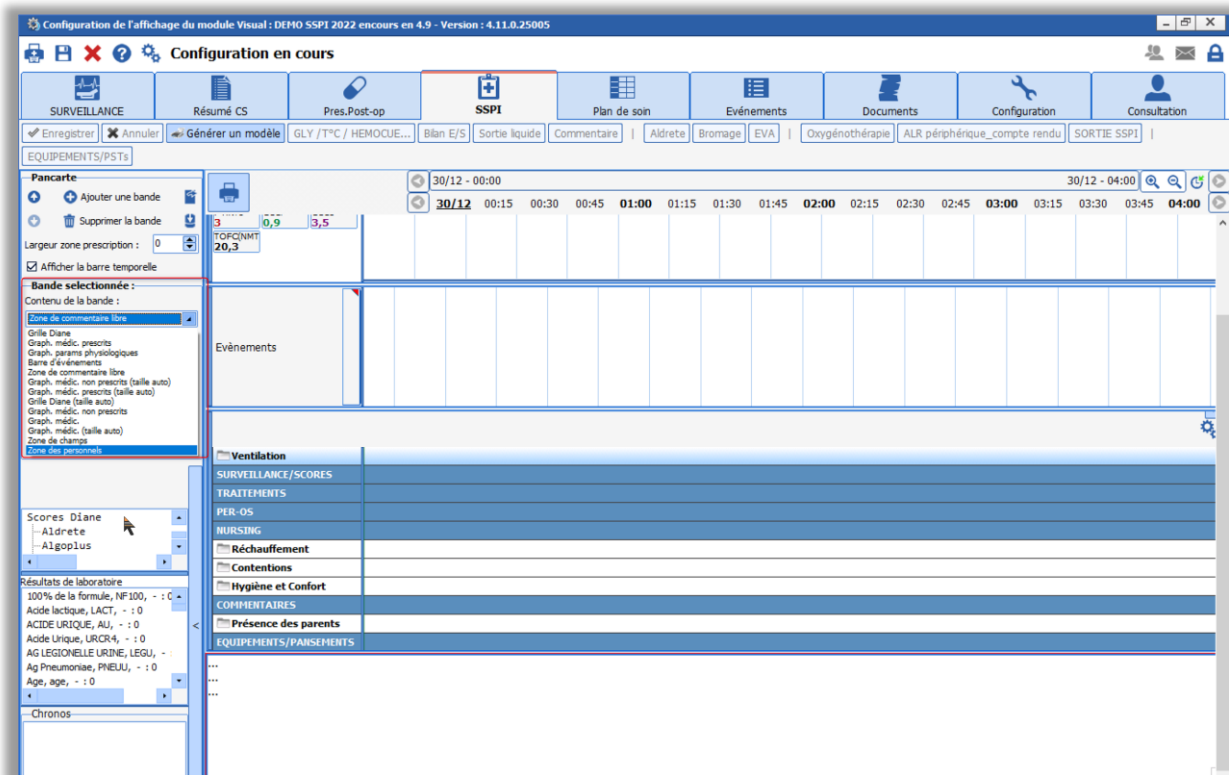 Configuration de l'affichage du module Visual : DEMO SSPI 2022 encours en 4.9 - Version : 4.11.0.25005
Configuration en cours
SURVEILLANCE Résumé CS Pres.Post-op SSPI Plan de soin Evénements Documents Configuration Consultation
Enregistrer Annuler Générer un modèle GLY /T°C / HEMOCUE... Bilan E/S Sortie liquide Commentaire | Aldrete Bromage EVA | Oxygénothérapie ALR périphérique_compte rendu SORTIE SSPI |
EQUIPEMENTS/PSTs
Pancarte
Ajouter une bande
Supprimer la bande
Largeur zone prescription : 0
Afficher la barre temporelle
Bande selectionnée :
Contenu de la bande :
Zone de commentaire libre
Grille Diane
Graph. médic. prescrits
Graph. params physiologiques
Barre d'événements
Zone de commentaire libre
Graph. médic. non prescrits (taille auto)
Graph. médic. prescrits (taille auto)
Grille Diane (taille auto)
Graph. médic. non prescrits
Graph. médic.
Graph. médic. (taille auto)
Zone de champs
Zone des personnels
Scores Diane
Aldrete
Algoplus
Résultats de laboratoire
100% de la formule, NF100, - : 0
Acide lactique, LACT, - : 0
ACIDE URIQUE, AU, - : 0
Acide Urique, URCR4, - : 0
AG LEGIONELLE URINE, LEGU, -
Ag Pneumoniae, PNEUU, - : 0
Age, age, - : 0
<
Chronos
30/12 - 00:00 30/12 - 04:00
30/12 00:15 00:30 00:45 01:00 01:15 01:30 01:45 02:00 02:15 02:30 02:45 03:00 03:15 03:30 03:45 04:00
3 0,9 3,5
TOFC(NMT
20,3
Evènements
Ventilation
SURVEILLANCE/SCORES
TRAITEMENTS
PER-OS
NURSING
Réchauffement
Contentions
Hygiène et Confort
COMMENTAIRES
Présence des parents
EQUIPEMENTS/PANSEMENTS
...
...
...